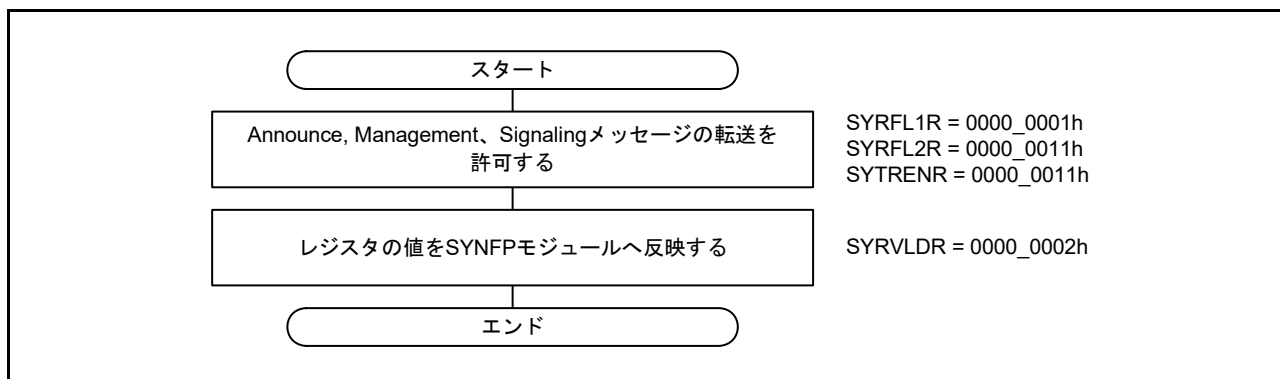 スタート
Announce, Management、Signalingメッセージの転送を
許可する
SYRFL1R = 0000_0001h
SYRFL2R = 0000_0011h
SYTRENR = 0000_0011h
レジスタの値をSYNFPモジュールへ反映する
SYRVLDR = 0000_0002h
エンド